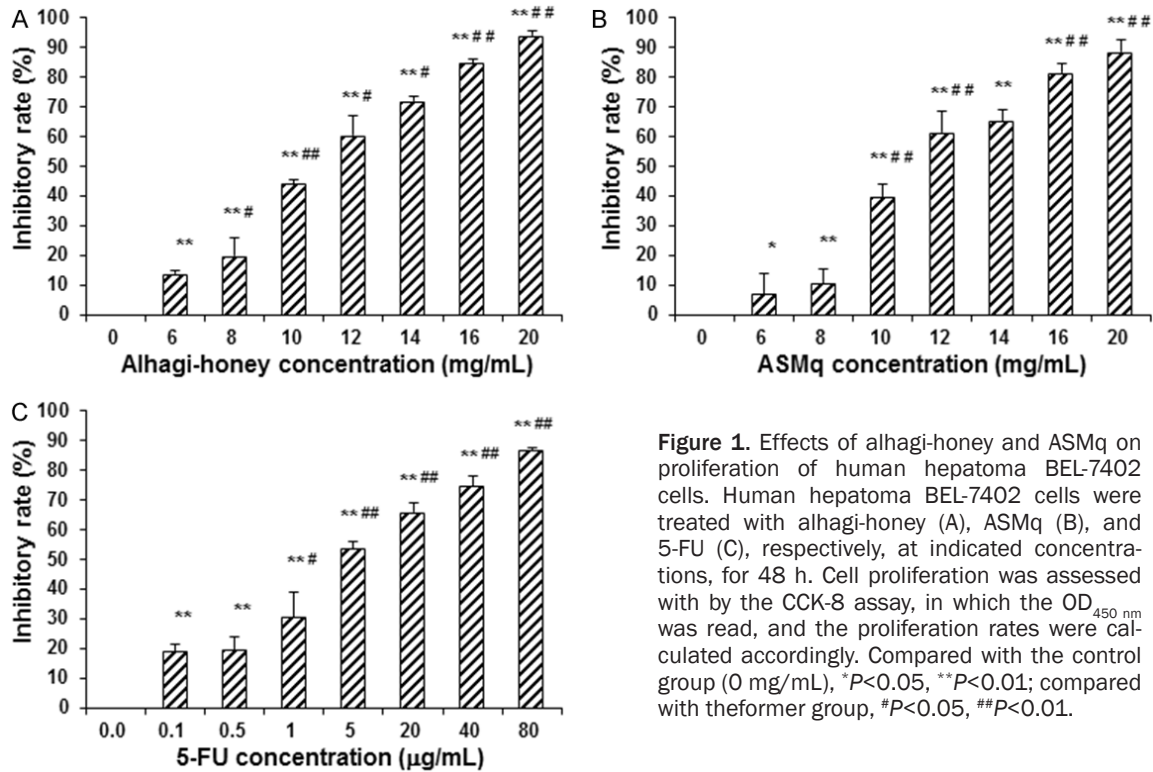 A
100
90
80
70
60
50
40
30
20
10
0
Inhibitory rate (%)
**
** #
** ##
** #
** #
** # #
** # #
0 6 8 10 12 14 16 20
Alhagi-honey concentration (mg/mL)
B
100
90
80
70
60
50
40
30
20
10
0
Inhibitory rate (%)
*
**
** # #
** # #
**
** # #
** # #
0 6 8 10 12 14 16 20
ASMq concentration (mg/mL)
C
100
90
80
70
60
50
40
30
20
10
0
Inhibitory rate (%)
**
**
** #
** ##
** ##
** ##
** ##
0.0 0.1 0.5 1 5 20 40 80
5-FU concentration (μg/mL)
Figure 1. Effects of alhagi-honey and ASMq on
proliferation of human hepatoma BEL-7402
cells. Human hepatoma BEL-7402 cells were
treated with alhagi-honey (A), ASMq (B), and
5-FU (C), respectively, at indicated concentra-
tions, for 48 h. Cell proliferation was assessed
with by the CCK-8 assay, in which the OD450 nm
was read, and the proliferation rates were cal-
culated accordingly. Compared with the control
group (0 mg/mL), *P<0.05, **P<0.01; compared
with theformer group, #P<0.05, ##P<0.01.